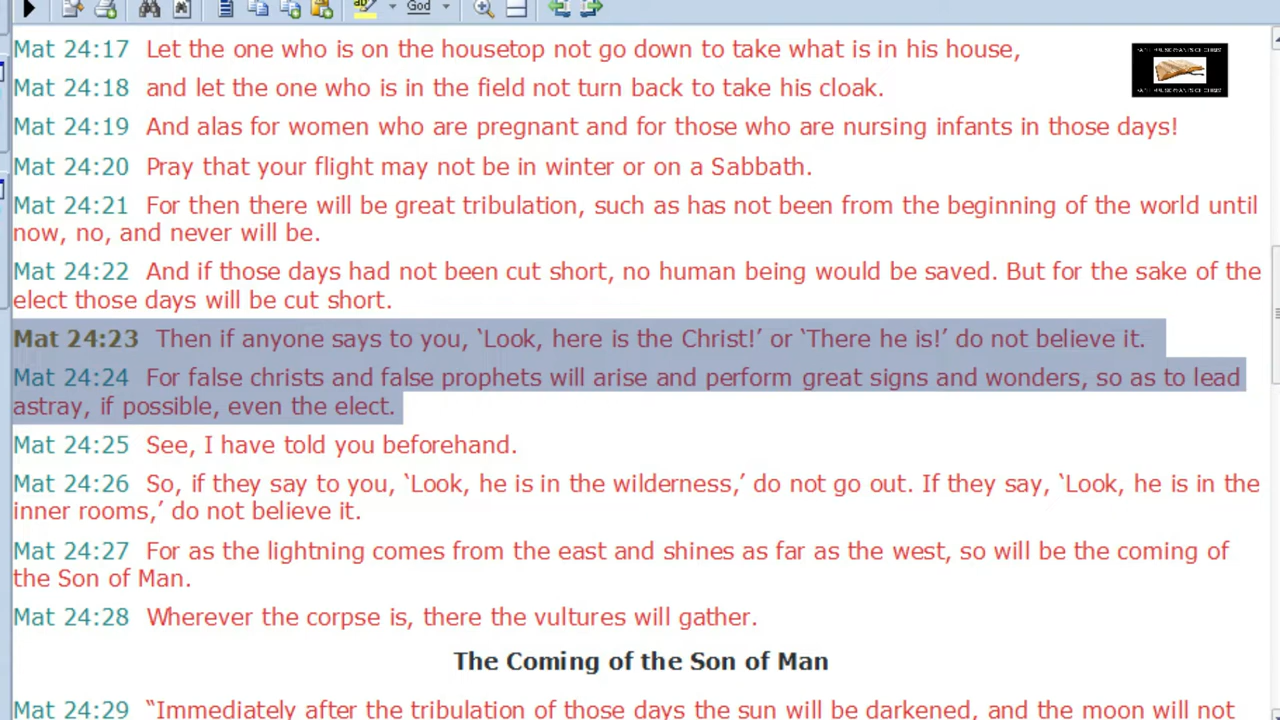 God
Mat 24:17 Let the one who is on the housetop not go down to take what is in his house,
Mat 24:18 and let the one who is in the field not turn back to take his cloak.
Mat 24:19 And alas for women who are pregnant and for those who are nursing infants in those days!
Mat 24:20 Pray that your flight may not be in winter or on a Sabbath.
Mat 24:21 For then there will be great tribulation, such as has not been from the beginning of the world until
now, no, and never will be.
Mat 24:22 And if those days had not been cut short, no human being would be saved. But for the sake of the
elect those days will be cut short.
Mat 24:23 Then if anyone says to you, ‘Look, here is the Christ!’ or ‘There he is!’ do not believe it.
Mat 24:24 For false christs and false prophets will arise and perform great signs and wonders, so as to lead
astray, if possible, even the elect.
Mat 24:25 See, I have told you beforehand.
Mat 24:26 So, if they say to you, ‘Look, he is in the wilderness,’ do not go out. If they say, ‘Look, he is in the
inner rooms,’ do not believe it.
Mat 24:27 For as the lightning comes from the east and shines as far as the west, so will be the coming of
the Son of Man.
Mat 24:28 Wherever the corpse is, there the vultures will gather.
The Coming of the Son of Man
Mat 24:29 “Immediately after the tribulation of those days the sun will be darkened, and the moon will not